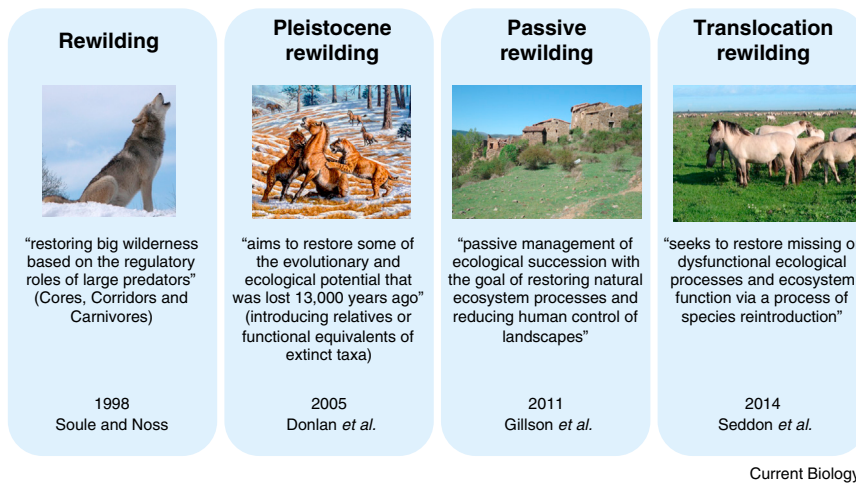 Rewilding
“restoring big wilderness
based on the regulatory
roles of large predators”
(Cores, Corridors and
Carnivores)
1998
Soule and Noss
Pleistocene
rewilding
“aims to restore some of
the evolutionary and
ecological potential that
was lost 13,000 years ago”
(introducing relatives or
functional equivalents of
extinct taxa)
2005
Donlan et al.
Passive
rewilding
“passive management of
ecological succession with
the goal of restoring natural
ecosystem processes and
reducing human control of
landscapes”
2011
Gillson et al.
Translocation
rewilding
“seeks to restore missing or
dysfunctional ecological
processes and ecosystem
function via a process of
species reintroduction”
2014
Seddon et al.
Current Biology